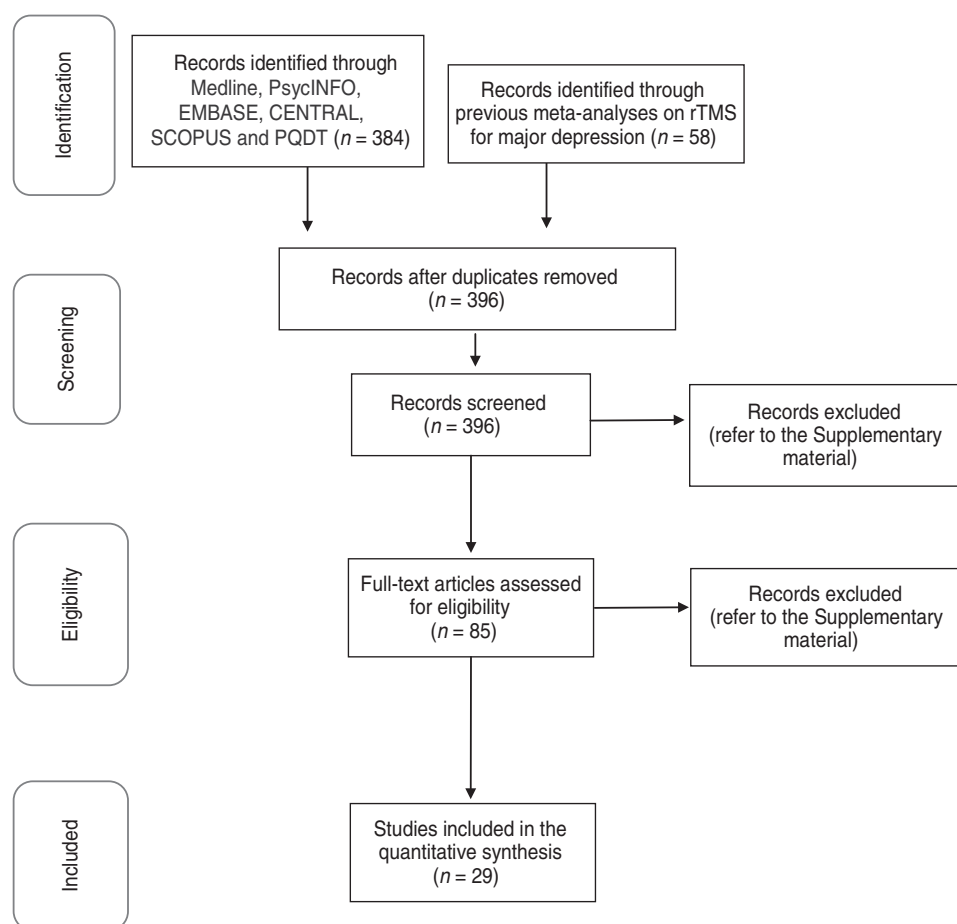 Identification
Records identified through
Medline, PsycINFO,
EMBASE, CENTRAL,
SCOPUS and PQDT (n = 384)
Records identified through
previous meta-analyses on rTMS
for major depression (n = 58)
Screening
Records after duplicates removed
(n = 396)
Records screened
(n = 396)
Records excluded
(refer to the Supplementary
material)
Eligibility
Full-text articles assessed
for eligibility
(n = 85)
Records excluded
(refer to the Supplementary
material)
Included
Studies included in the
quantitative synthesis
(n = 29)